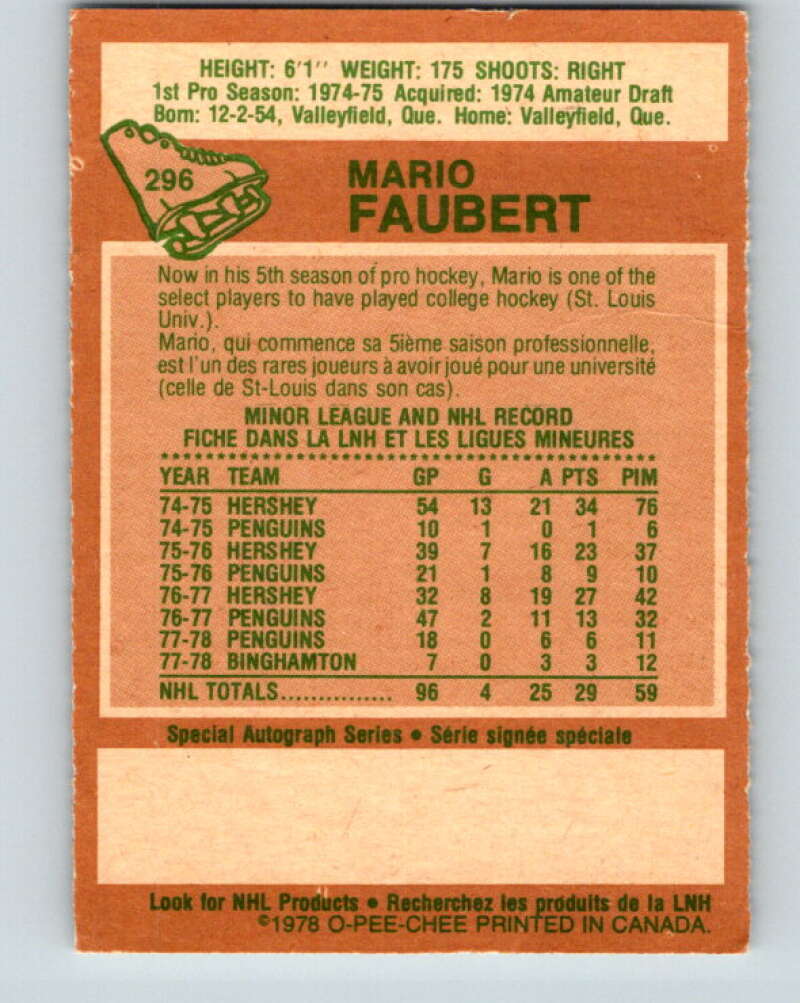 HEIGHT: 6'1'' WEIGHT: 175 SHOOTS: RIGHT
1st Pro Season: 1974-75 Acquired: 1974 Amateur Draft
Born: 12-2-54, Valleyfield, Que. Home: Valleyfield, Que.
296
MARIO
FAUBERT
Now in his 5th season of pro hockey, Mario is one of the
select players to have played college hockey (St. Louis
Univ.).
Mario, qui commence sa 5ième saison professionnelle,
est l'un des rares joueurs à avoir joué pour une université
(celle de St-Louis dans son cas).
MINOR LEAGUE AND NHL RECORD
FICHE DANS LA LNH ET LES LIGUES MINEURES
YEAR TEAM GP G A PTS PIM
74-75 HERSHEY 54 13 21 34 76
74-75 PENGUINS 10 1 0 1 6
75-76 HERSHEY 39 7 16 23 37
75-76 PENGUINS 21 1 8 9 10
76-77 HERSHEY 32 8 19 27 42
76-77 PENGUINS 47 2 11 13 32
77-78 PENGUINS 18 0 6 6 11
77-78 BINGHAMTON 7 0 3 3 12
NHL TOTALS............... 96 4 25 29 59
Special Autograph Series • Série signée spéciale
Look for NHL Products • Recherchez les produits de la LNH
©1978 O-PEE-CHEE PRINTED IN CANADA.